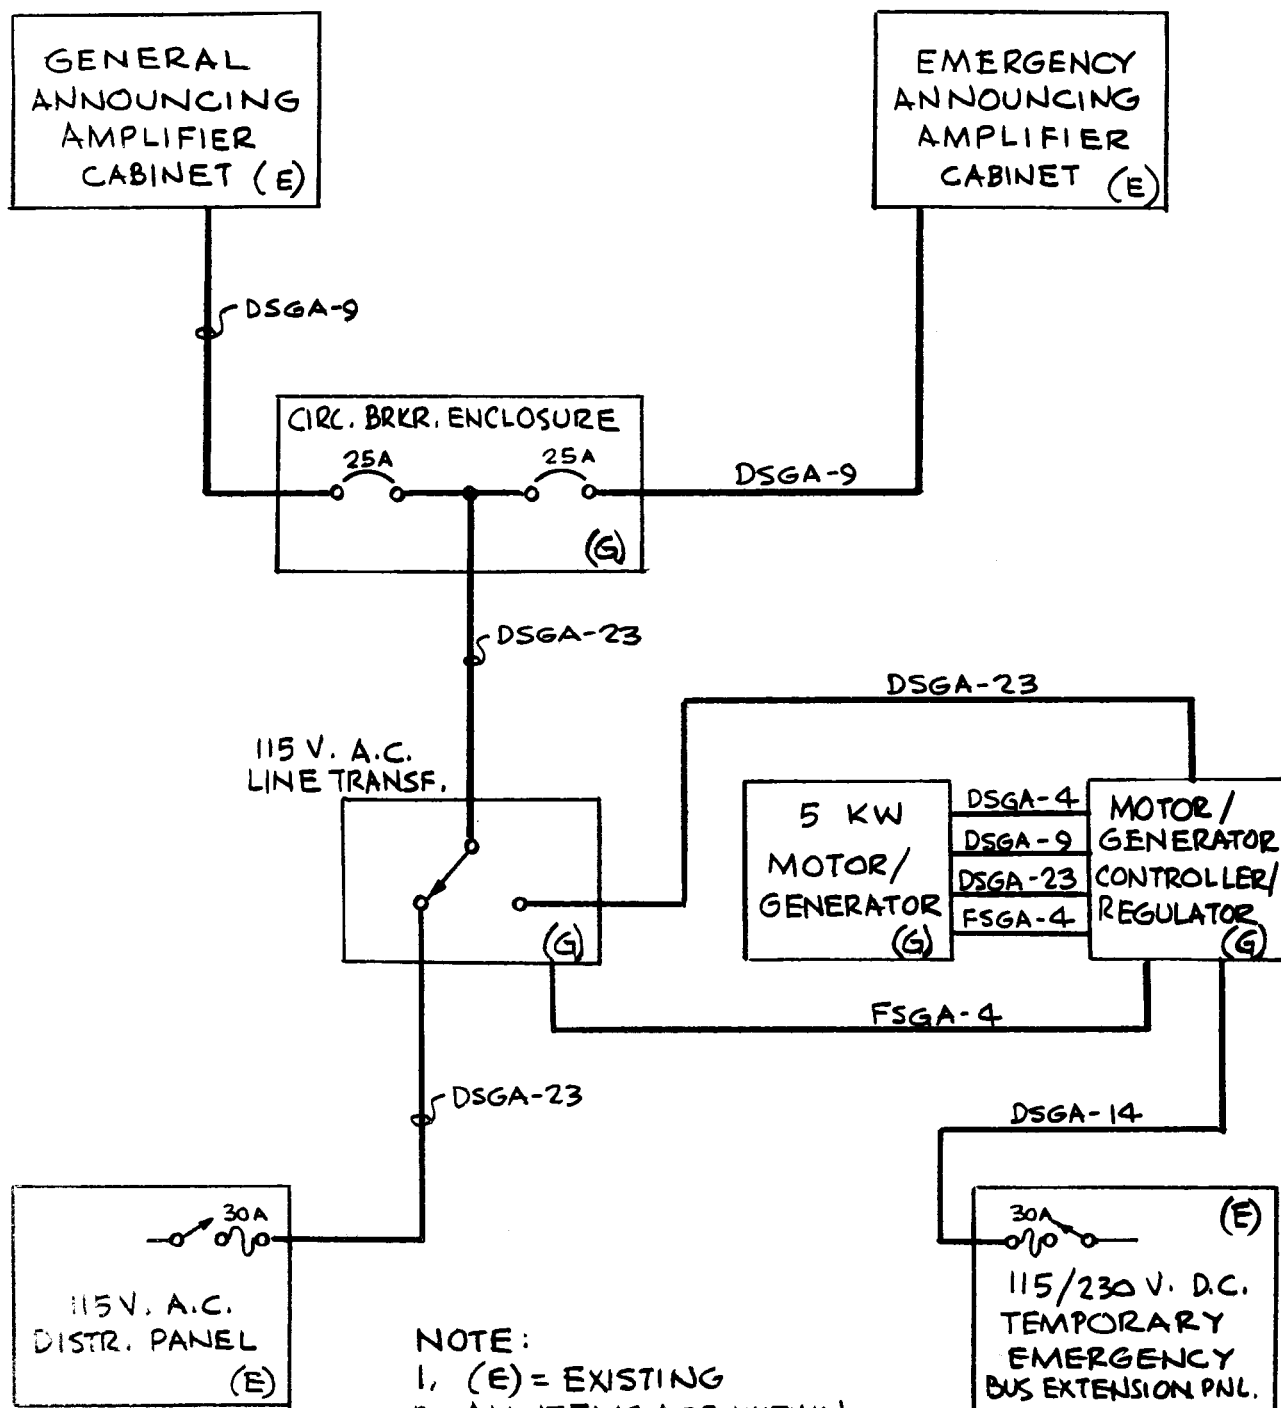 GENERAL
ANNOUNCING
AMPLIFIER
CABINET (E)
EMERGENCY
ANNOUNCING
AMPLIFIER
CABINET (E)
DSGA-9
CIRC. BRKR. ENCLOSURE
25A
25A
(G)
DSGA-9
DSGA-23
DSGA-23
115 V. A.C.
LINE TRANSF.
(G)
5 KW
MOTOR/
GENERATOR
(G)
DSGA-4
DSGA-9
DSGA-23
FSGA-4
MOTOR/
GENERATOR
CONTROLLER/
REGULATOR
(G)
FSGA-4
DSGA-23
DSGA-14
30A
115 V. A.C.
DISTR. PANEL
(E)
30A
(E)
115/230 V. D.C.
TEMPORARY
EMERGENCY
BUS EXTENSION PNL.
NOTE:
1. (E) = EXISTING